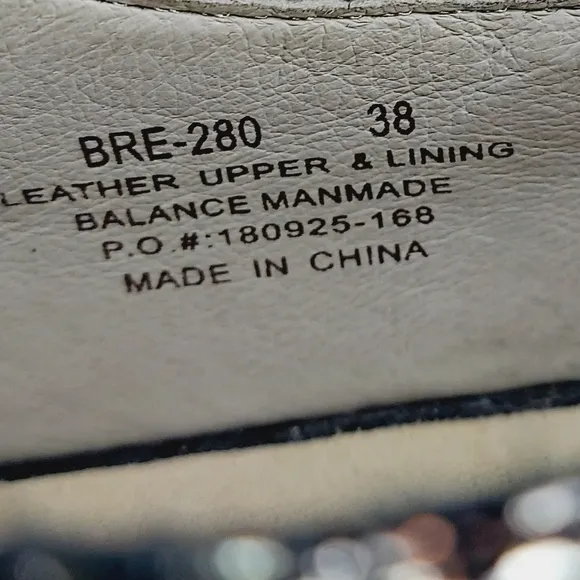 BRE-280 38
LEATHER UPPER & LINING
BALANCE MANMADE
P.O.#:180925-168
MADE IN CHINA